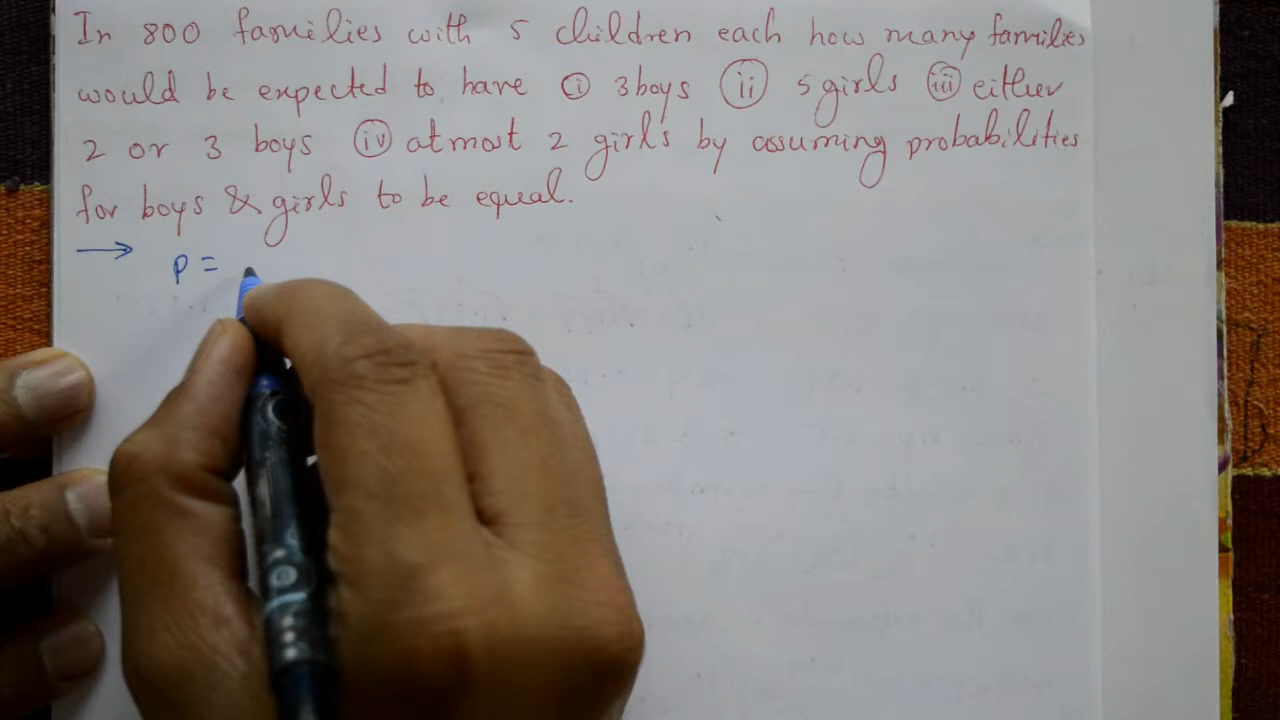 In 800 families with 5 children each how many families
would be expected to have (i) 3 boys (ii) 5 girls (iii) either
2 or 3 boys (iv) atmost 2 girls by assuming probabilities
for boys & girls to be equal.
→ p =